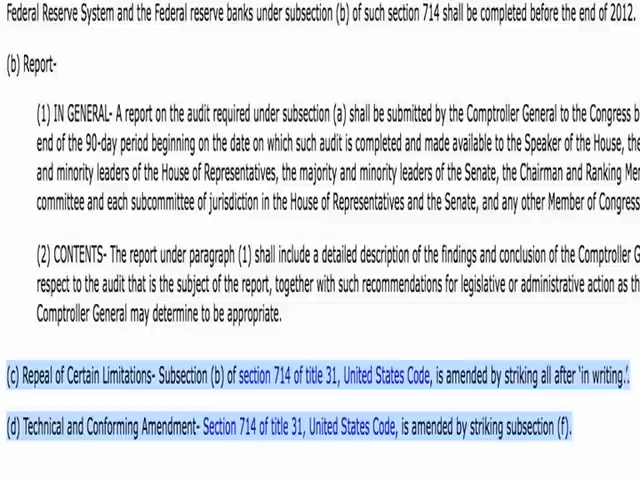 Federal Reserve System and the Federal reserve banks under subsection (b) of such section 714 shall be completed before the end of 2012.
(b) Report-
(1) IN GENERAL- A report on the audit required under subsection (a) shall be submitted by the Comptroller General to the Congress b
end of the 90-day period beginning on the date on which such audit is completed and made available to the Speaker of the House, the
and minority leaders of the House of Representatives, the majority and minority leaders of the Senate, the Chairman and Ranking Mem
committee and each subcommittee of jurisdiction in the House of Representatives and the Senate, and any other Member of Congress
(2) CONTENTS- The report under paragraph (1) shall include a detailed description of the findings and conclusion of the Comptroller G
respect to the audit that is the subject of the report, together with such recommendations for legislative or administrative action as th
Comptroller General may determine to be appropriate.
(c) Repeal of Certain Limitations- Subsection (b) of section 714 of title 31, United States Code, is amended by striking all after ‘in writing.’.
(d) Technical and Conforming Amendment- Section 714 of title 31, United States Code, is amended by striking subsection (f).